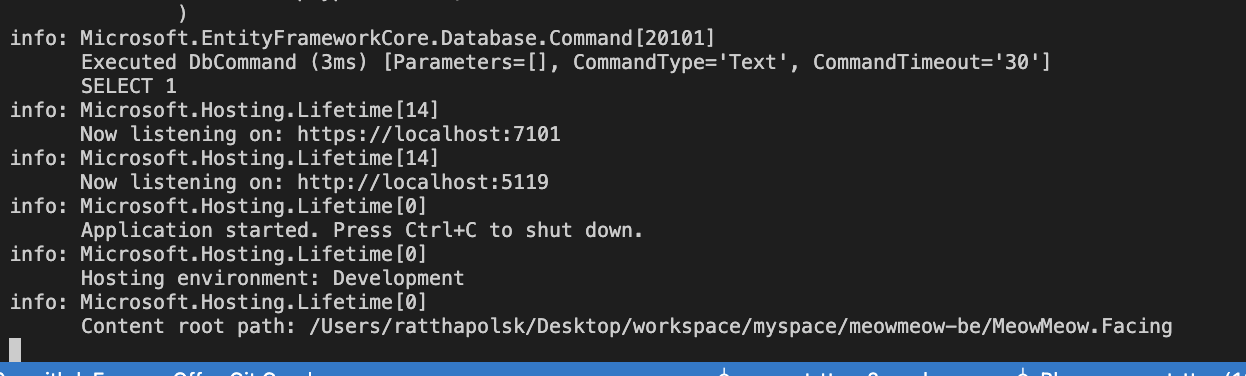 )
info: Microsoft.EntityFrameworkCore.Database.Command[20101]
Executed DbCommand (3ms) [Parameters=[], CommandType='Text', CommandTimeout='30']
SELECT 1
info: Microsoft.Hosting.Lifetime[14]
Now listening on: https://localhost:7101
info: Microsoft.Hosting.Lifetime[14]
Now listening on: http://localhost:5119
info: Microsoft.Hosting.Lifetime[0]
Application started. Press Ctrl+C to shut down.
info: Microsoft.Hosting.Lifetime[0]
Hosting environment: Development
info: Microsoft.Hosting.Lifetime[0]
Content root path: /Users/ratthapolsk/Desktop/workspace/myspace/meowmeow-be/MeowMeow.Facing